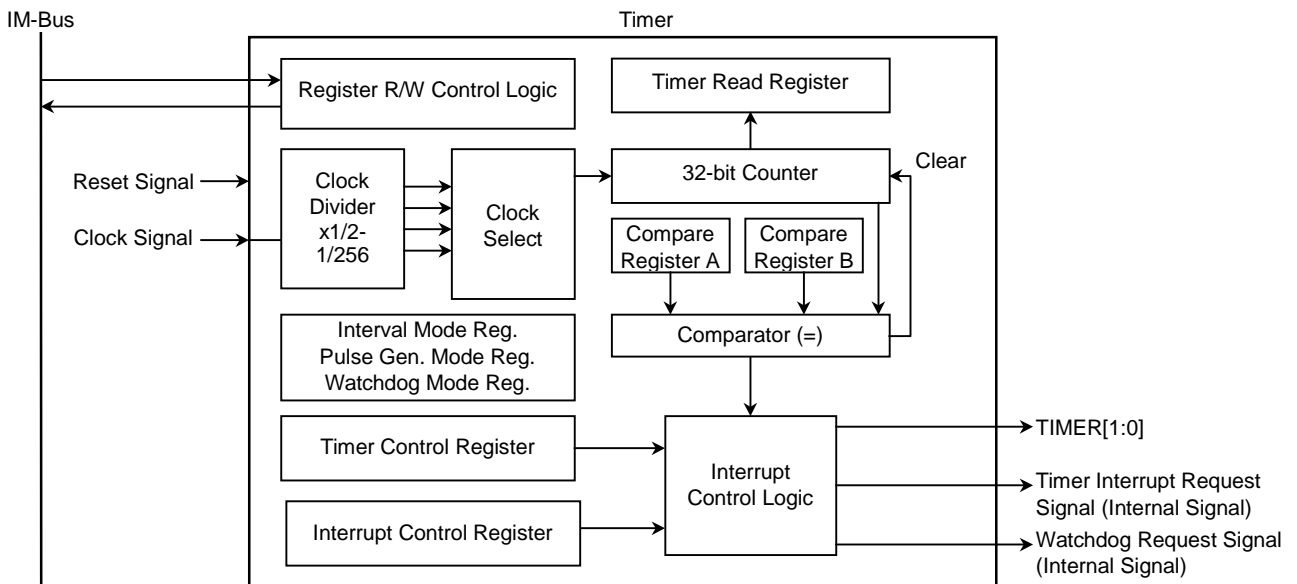 IM-Bus
Timer
Register R/W Control Logic
Timer Read Register
Reset Signal
Clock Signal
Clock
Divider
x1/2-
1/256
Clock
Select
32-bit Counter
Clear
Compare
Register A
Compare
Register B
Comparator (=)
Interval Mode Reg.
Pulse Gen. Mode Reg.
Watchdog Mode Reg.
Timer Control Register
Interrupt Control Register
Interrupt
Control Logic
TIMER[1:0]
Timer Interrupt Request
Signal (Internal Signal)
Watchdog Request Signal
(Internal Signal)